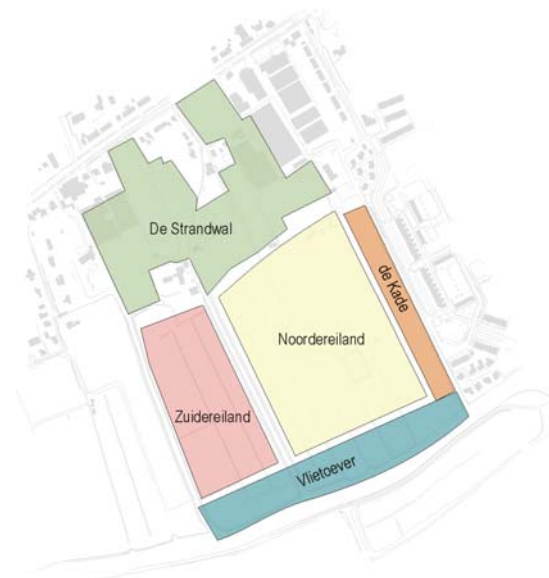 De Strandwal
de Kade
Noordereiland
Zuidereiland
Vlietoever